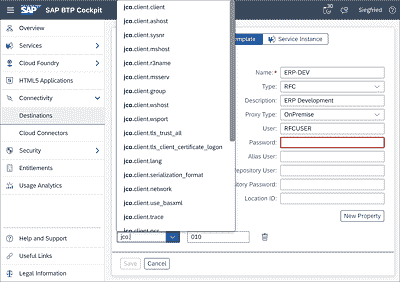 SAP BTP Cockpit
30
Siegfried
Overview
Services
Cloud Foundry
HTML5 Applications
Connectivity
Destinations
Cloud Connectors
Security
Entitlements
Usage Analytics
Help and Support
Useful Links
Legal Information
jco.client.client
jco.client.ashost
jco.client.sysnr
jco.client.mshost
jco.client.r3name
jco.client.msserv
jco.client.group
jco.client.wshost
jco.client.wsport
jco.client.tls_trust_all
jco.client.tls_client_certificate_logon
jco.client.lang
jco.client.serialization_format
jco.client.network
jco.client.use_basxml
jco.client.trace
jco.
010
Template
Service Instance
Name:* ERP-DEV
Type: RFC
Description: ERP Development
Proxy Type: OnPremise
User: RFCUSER
Password:
Alias User:
Repository User:
Password:
Location ID:
New Property
Save
Cancel